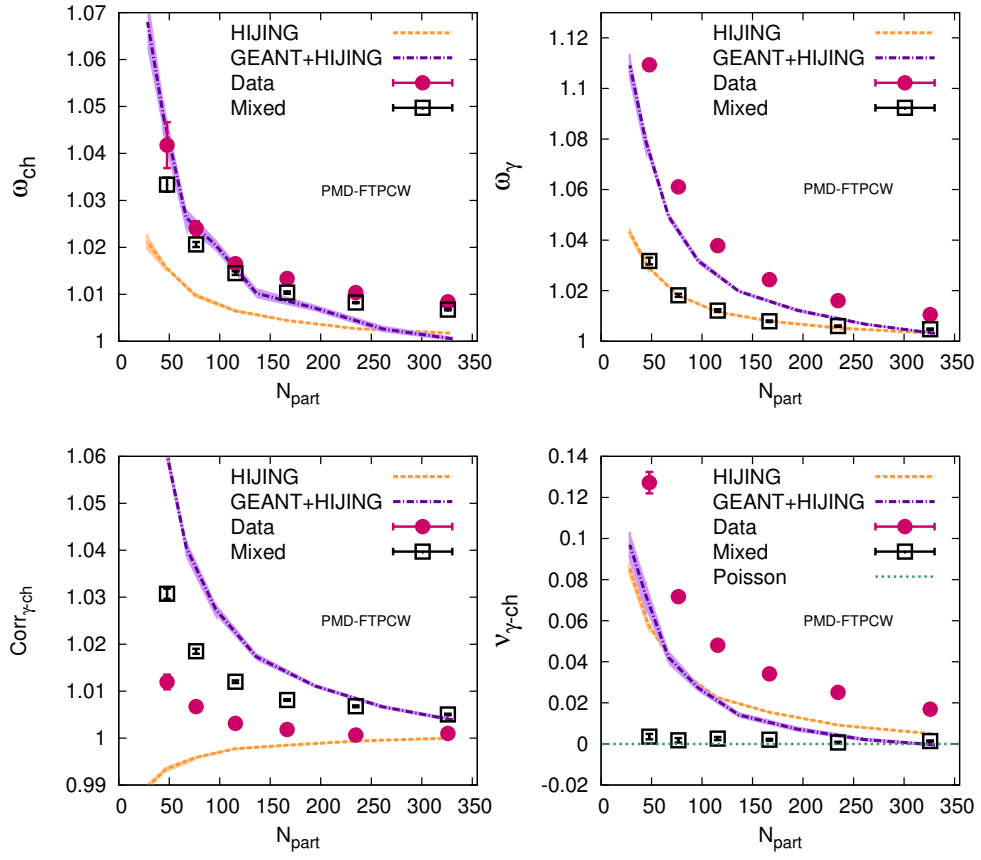 1.07
1.06
1.05
1.04
1.03
1.02
1.01
1
0 50 100 150 200 250 300 350
ω_ch
N_part
HIJING
GEANT+HIJING
Data
Mixed
PMD-FTPCW
1.12
1.1
1.08
1.06
1.04
1.02
1
0 50 100 150 200 250 300 350
ω_γ
N_part
HIJING
GEANT+HIJING
Data
Mixed
PMD-FTPCW
1.06
1.05
1.04
1.03
1.02
1.01
1
0.99
0 50 100 150 200 250 300 350
Corr_γ-ch
N_part
HIJING
GEANT+HIJING
Data
Mixed
PMD-FTPCW
0.14
0.12
0.1
0.08
0.06
0.04
0.02
0
-0.02
0 50 100 150 200 250 300 350
ν_γ-ch
N_part
HIJING
GEANT+HIJING
Data
Mixed
Poisson
PMD-FTPCW